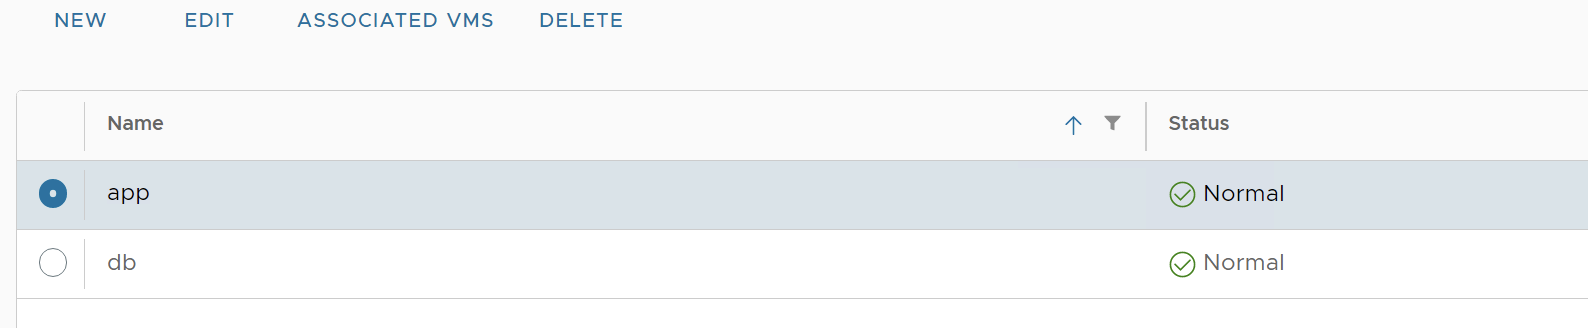 NEW EDIT ASSOCIATED VMS DELETE
Name Status
app Normal
db Normal